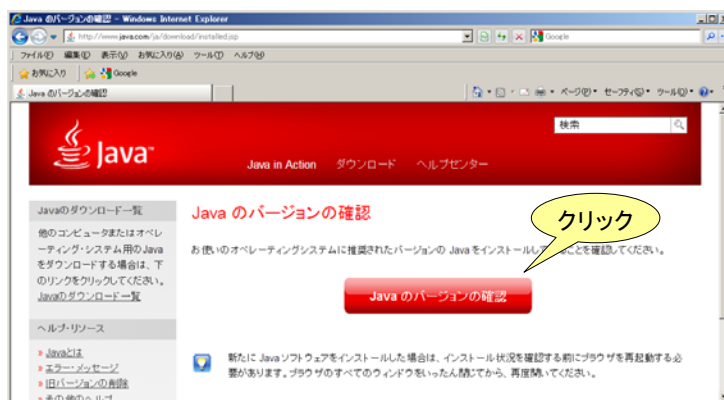 Java のバージョンの確認 - Windows Internet Explorer
http://www.java.com/ja/download/installed.jsp
Google
ファイル(F) 編集(E) 表示(V) お気に入り(A) ツール(T) ヘルプ(H)
お気に入り Google
Java のバージョンの確認
ページ(P) セーフティ(S) ツール(O)
Java™
検索
Java in Action ダウンロード ヘルプセンター
Javaのダウンロード一覧
他のコンピュータまたはオペレ
ーティング・システム用のJava
をダウンロードする場合は、下
のリンクをクリックしてください。
Javaのダウンロード一覧
ヘルプ・リソース
» Javaとは
» エラー・メッセージ
» 旧バージョンの削除
» その他のヘルプ
Java のバージョンの確認
クリック
お使いのオペレーティングシステムに推奨されたバージョンの Java をインストールして ることを確認してください。
Java のバージョンの確認
新たに Java ソフトウェアをインストールした場合は、インストール状況を確認する前にブラウザを再起動する必
要があります。ブラウザのすべてのウィンドウをいったん閉じてから、再度開いてください。